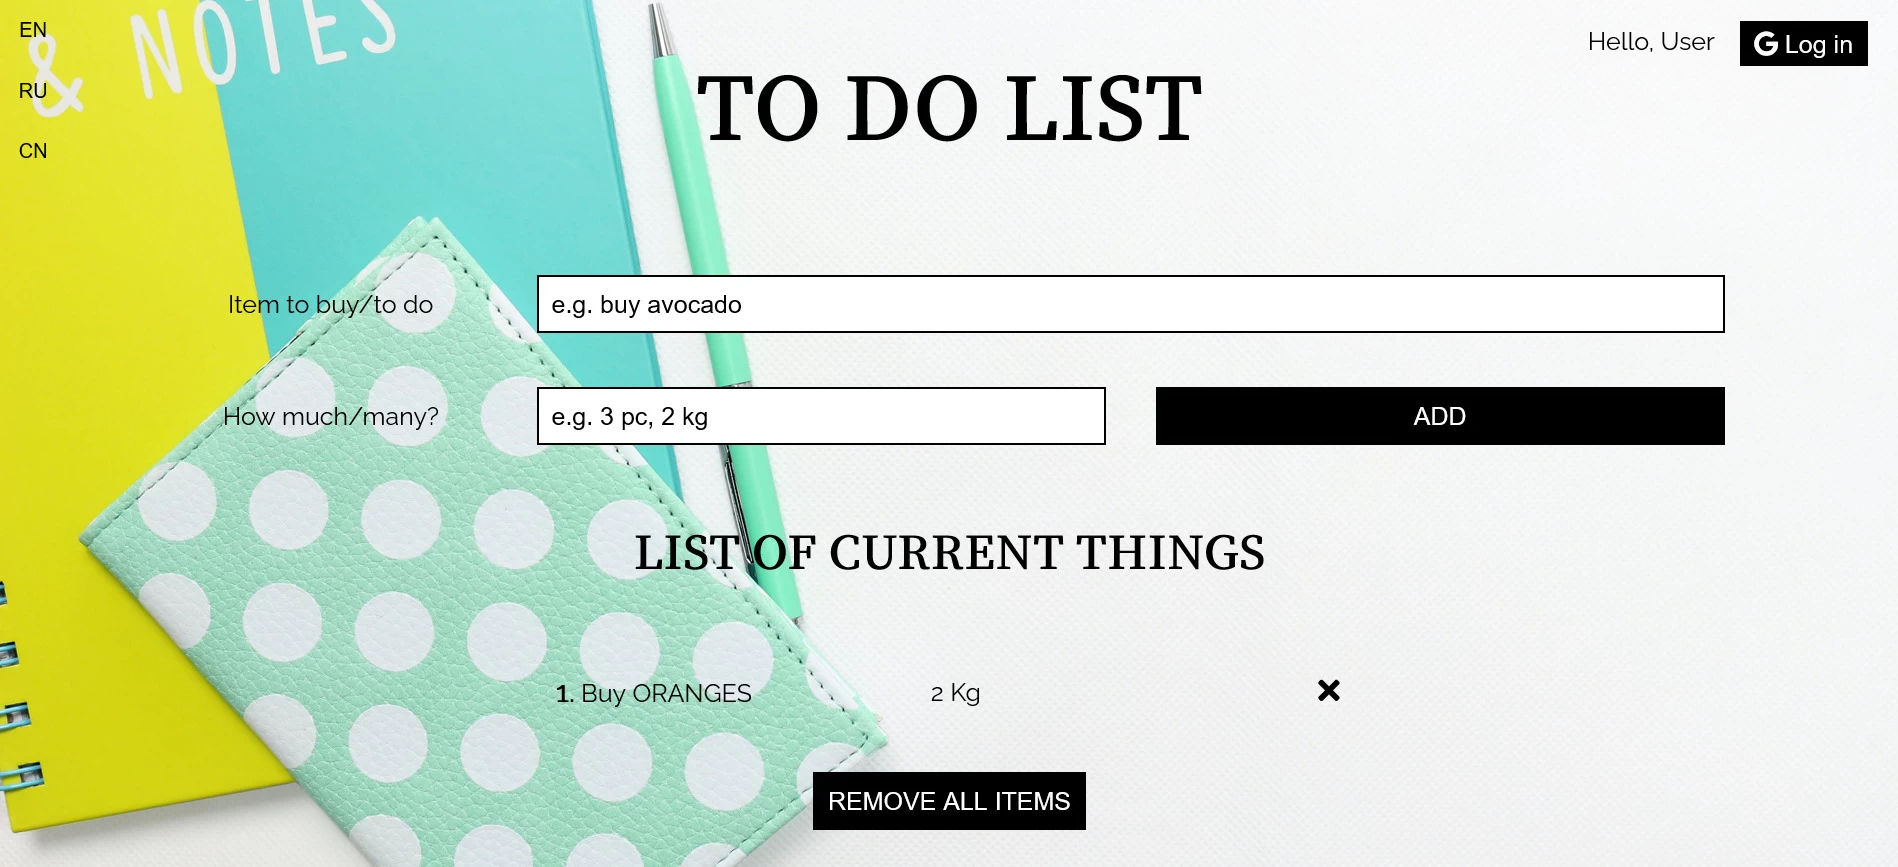 EN
RU
CN
& NOTES
Hello, User
G Log in
TO DO LIST
Item to buy/to do
e.g. buy avocado
How much/many?
e.g. 3 pc, 2 kg
ADD
LIST OF CURRENT THINGS
1. Buy ORANGES
2 Kg
REMOVE ALL ITEMS